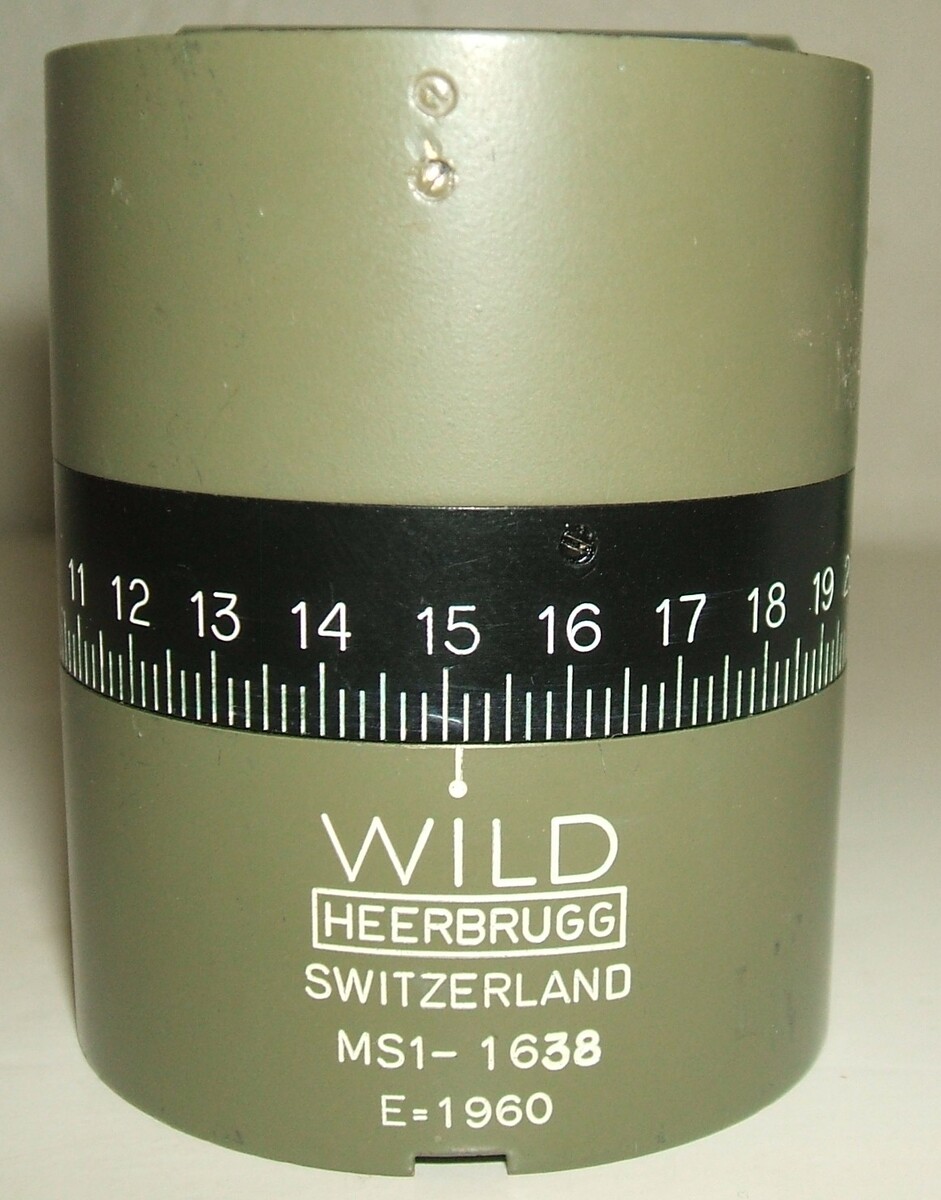 11 12 13 14 15 16 17 18 19
WILD
HEERBRUGG
SWITZERLAND
MS1- 1638
E=1960